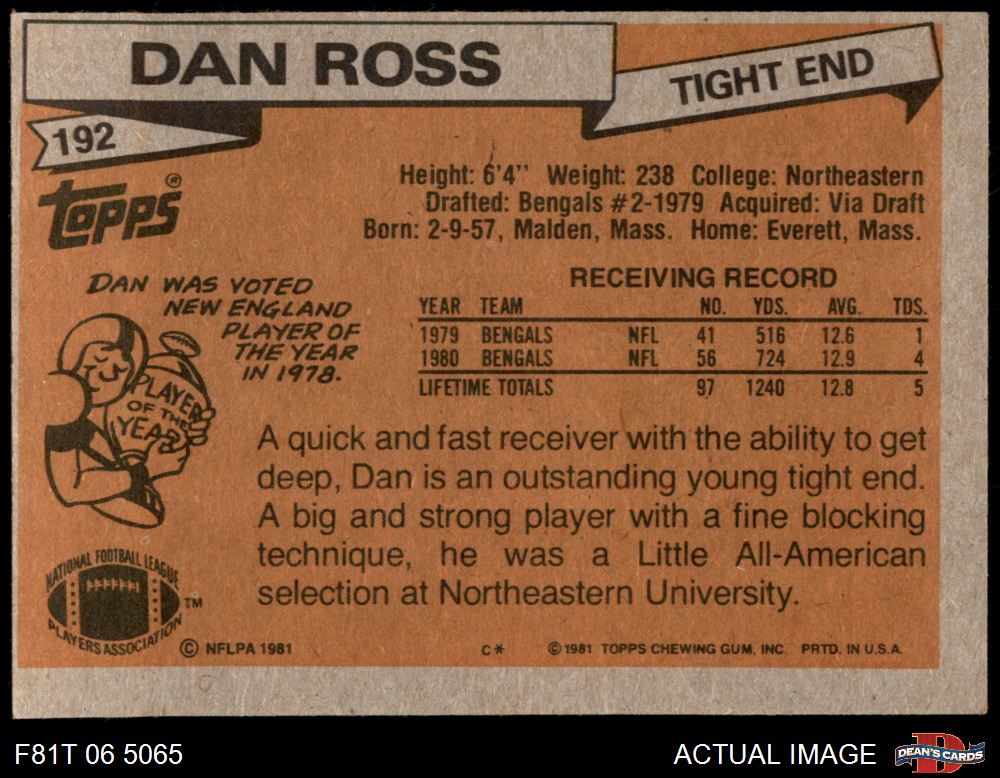 DAN ROSS
TIGHT END
192
Topps®
Height: 6'4'' Weight: 238 College: Northeastern
Drafted: Bengals #2-1979 Acquired: Via Draft
Born: 2-9-57, Malden, Mass. Home: Everett, Mass.
DAN WAS VOTED
NEW ENGLAND
PLAYER OF
THE YEAR
IN 1978.
PLAYER
OF THE
YEAR
RECEIVING RECORD
YEAR TEAM NO. YDS. AVG. TDS.
1979 BENGALS NFL 41 516 12.6 1
1980 BENGALS NFL 56 724 12.9 4
LIFETIME TOTALS 97 1240 12.8 5
A quick and fast receiver with the ability to get
deep, Dan is an outstanding young tight end.
A big and strong player with a fine blocking
technique, he was a Little All-American
selection at Northeastern University.
NATIONAL FOOTBALL LEAGUE
PLAYERS ASSOCIATION
TM
© NFLPA 1981
C*
© 1981 TOPPS CHEWING GUM, INC. PRTD. IN U.S.A.
F81T 06 5065
ACTUAL IMAGE
D
DEAN'S CARDS